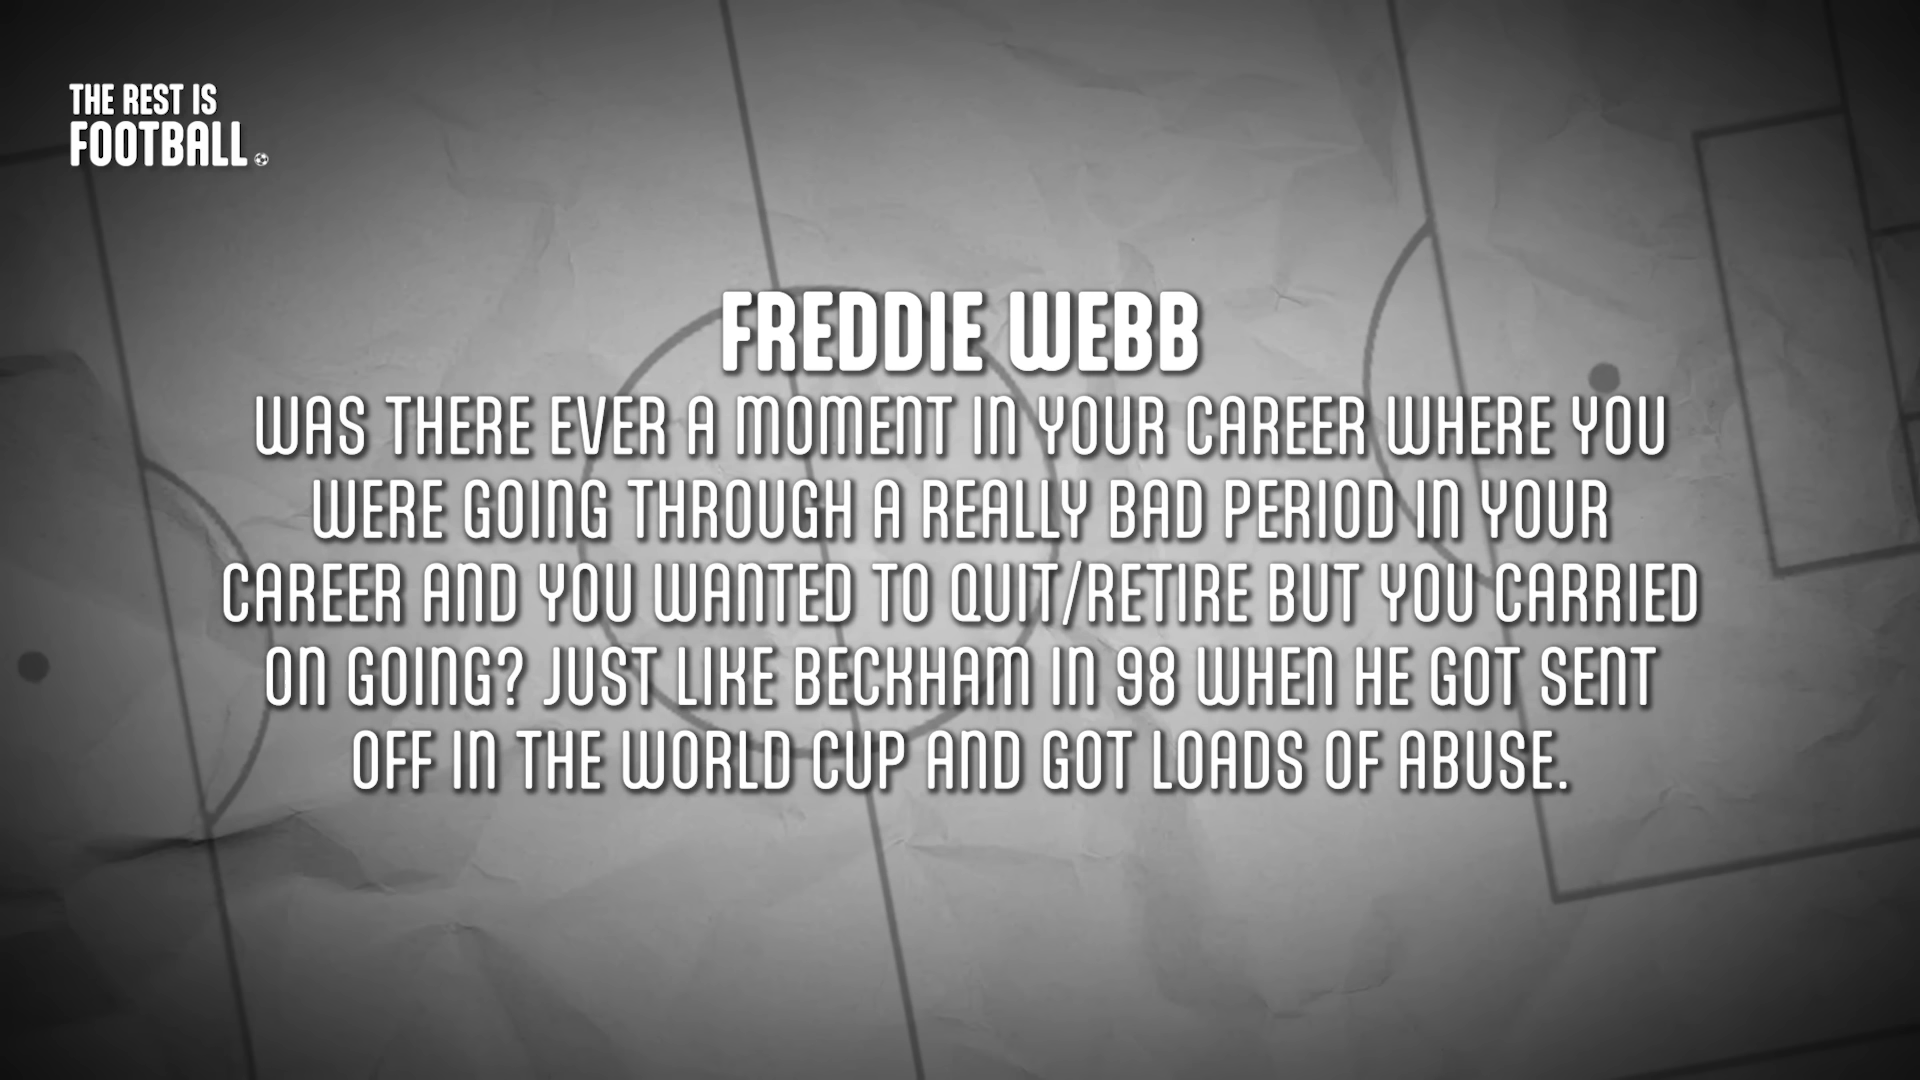 THE REST IS
FOOTBALL
FREDDIE WEBB
WAS THERE EVER A MOMENT IN YOUR CAREER WHERE YOU
WERE GOING THROUGH A REALLY BAD PERIOD IN YOUR
CAREER AND YOU WANTED TO QUIT/RETIRE BUT YOU CARRIED
ON GOING? JUST LIKE BECKHAM IN 98 WHEN HE GOT SENT
OFF IN THE WORLD CUP AND GOT LOADS OF ABUSE.